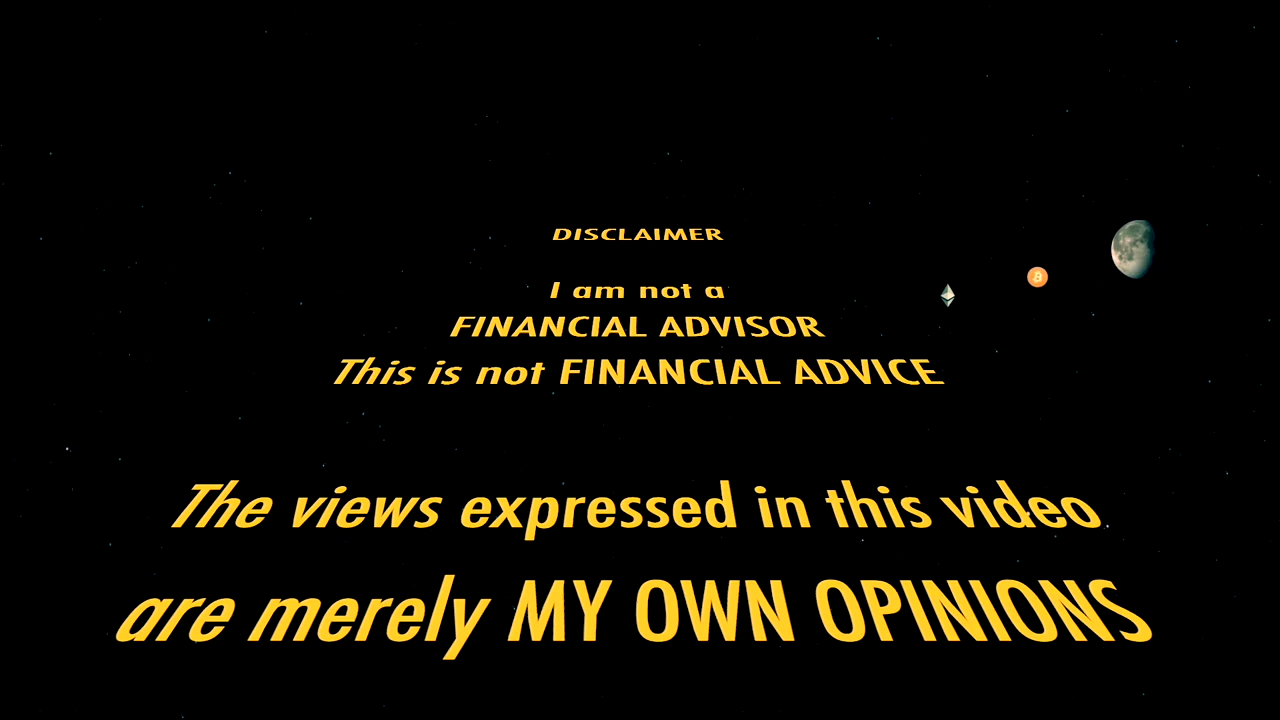 DISCLAIMER
I am not a
FINANCIAL ADVISOR
This is not FINANCIAL ADVICE
The views expressed in this video
are merely MY OWN OPINIONS